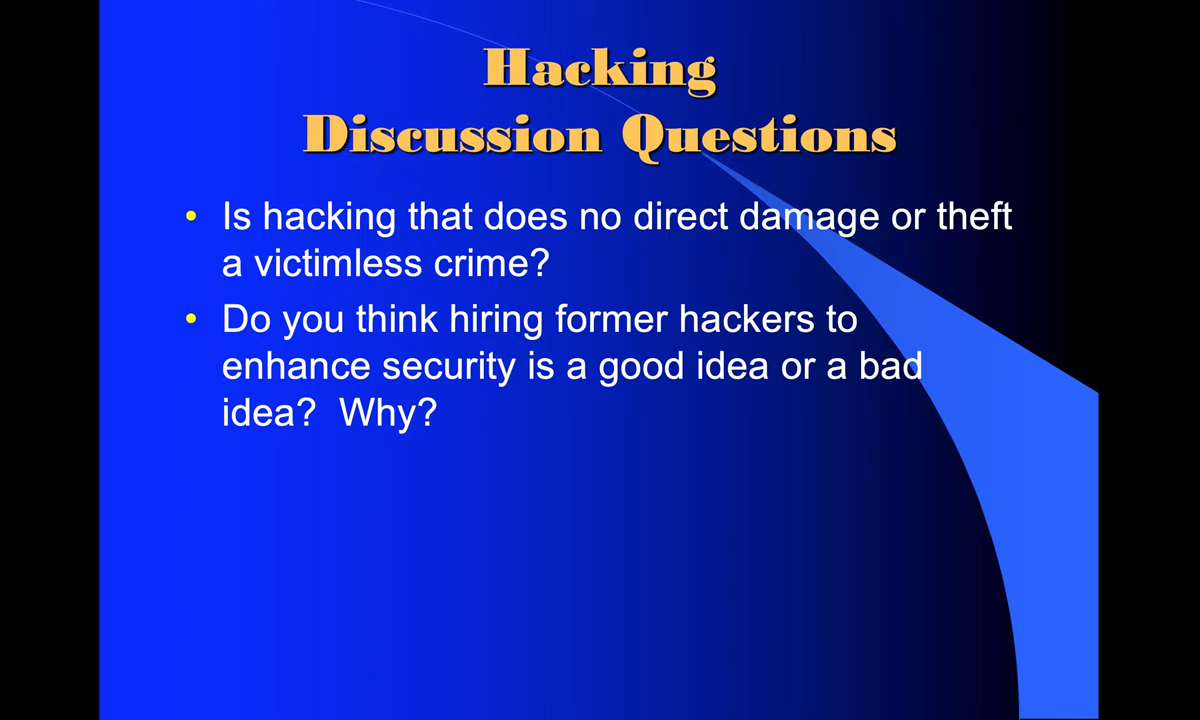 Hacking
Discussion Questions
• Is hacking that does no direct damage or theft
a victimless crime?
• Do you think hiring former hackers to
enhance security is a good idea or a bad
idea?  Why?